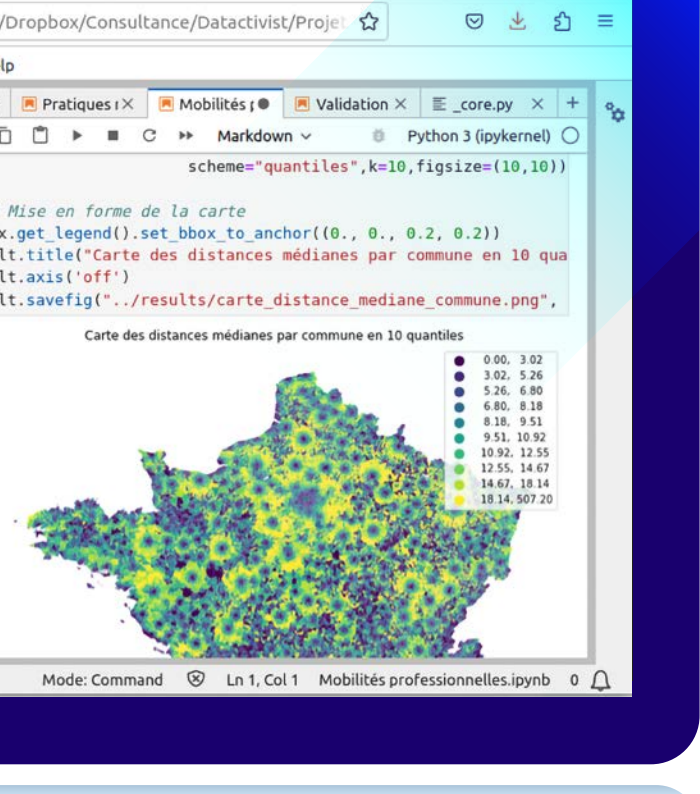 /Dropbox/Consultance/Datactivist/Projet
lp
Pratiques Mobilités Validation _core.py
Markdown Python 3 (ipykernel)
scheme="quantiles",k=10,figsize=(10,10))
Mise en forme de la carte
x.get_legend().set_bbox_to_anchor((0., 0., 0.2, 0.2))
lt.title("Carte des distances médianes par commune en 10 qua
lt.axis('off')
lt.savefig("../results/carte_distance_mediane_commune.png",
Carte des distances médianes par commune en 10 quantiles
0.00, 3.02
3.02, 5.26
5.26, 6.80
6.80, 8.18
8.18, 9.51
9.51, 10.92
10.92, 12.55
12.55, 14.67
14.67, 18.14
18.14, 507.20
Mode: Command Ln 1, Col 1 Mobilités professionnelles.ipynb 0